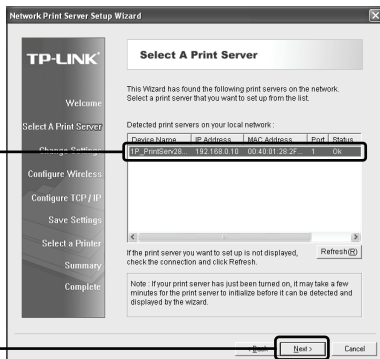 Network Print Server Setup Wizard
TP-LINK
Welcome
Select A Print Server
Change Settings
Configure Wireless
Configure TCP / IP
Save Settings
Select a Printer
Summary
Complete
Select A Print Server
This Wizard has found the following print servers on the network.
Select a print server that you want to set up from the list.
Detected print servers on your local network :
Device Name IP Address MAC Address Port Status
1P_PrintServ28... 192.168.0.10 00:40:01:28:2F... 1 Ok
If the print server you want to set up is not displayed,
check the connection and click Refresh.
Refresh(R)
Note : If your print server has just been turned on, it may take a few
minutes for the print server to initialize before it can be detected and
displayed by the wizard.
< Back Next > Cancel